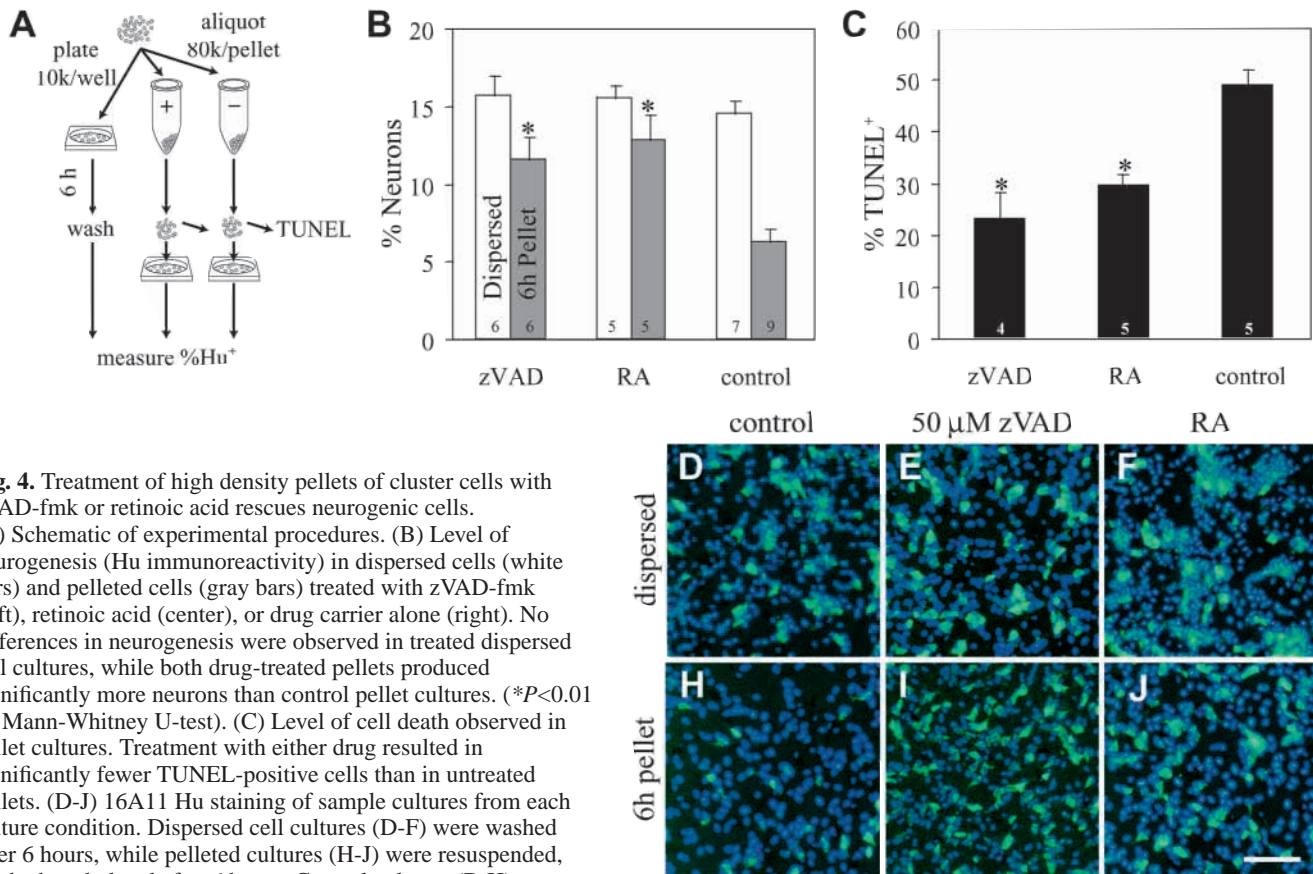 A
plate
10k/well
aliquot
80k/pellet
+
−
6 h
wash
TUNEL
measure %Hu⁺
B
% Neurons
20
15
10
5
0
*
*
Dispersed
6h Pellet
6
6
5
5
7
9
zVAD
RA
control
C
% TUNEL⁺
60
50
40
30
20
10
0
*
*
4
5
5
zVAD
RA
control
control
50 µM zVAD
RA
dispersed
D
E
F
6h pellet
H
I
J
g. 4. Treatment of high density pellets of cluster cells with
AD-fmk or retinoic acid rescues neurogenic cells.
) Schematic of experimental procedures. (B) Level of
urogenesis (Hu immunoreactivity) in dispersed cells (white
rs) and pelleted cells (gray bars) treated with zVAD-fmk
ft), retinoic acid (center), or drug carrier alone (right). No
fferences in neurogenesis were observed in treated dispersed
ll cultures, while both drug-treated pellets produced
nificantly more neurons than control pellet cultures. (*P<0.01
Mann-Whitney U-test). (C) Level of cell death observed in
llet cultures. Treatment with either drug resulted in
nificantly fewer TUNEL-positive cells than in untreated
llets. (D-J) 16A11 Hu staining of sample cultures from each
lture condition. Dispersed cell cultures (D-F) were washed
er 6 hours, while pelleted cultures (H-J) were resuspended,